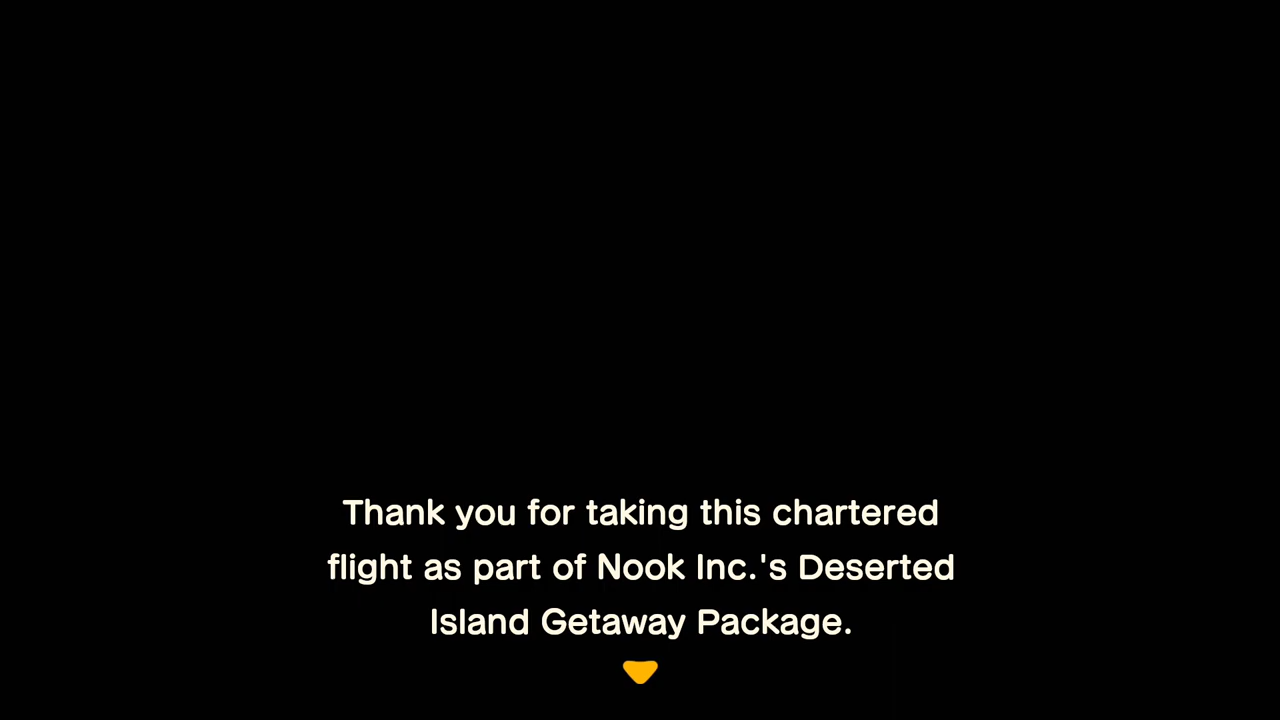 Thank you for taking this chartered
flight as part of Nook Inc.'s Deserted
Island Getaway Package.